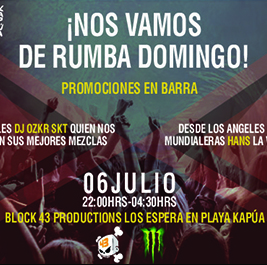 ¡NOS VAMOS
DE RUMBA DOMINGO!
PROMOCIONES EN BARRA
LES DJ OZKR SKT QUIEN NOS
N SUS MEJORES MEZCLAS
DESDE LOS ANGELES
MUNDIALERAS HANS LA V
06JULIO
22:00HRS-04:30HRS
BLOCK 43 PRODUCTIONS LOS ESPERA EN PLAYA KAPÚA